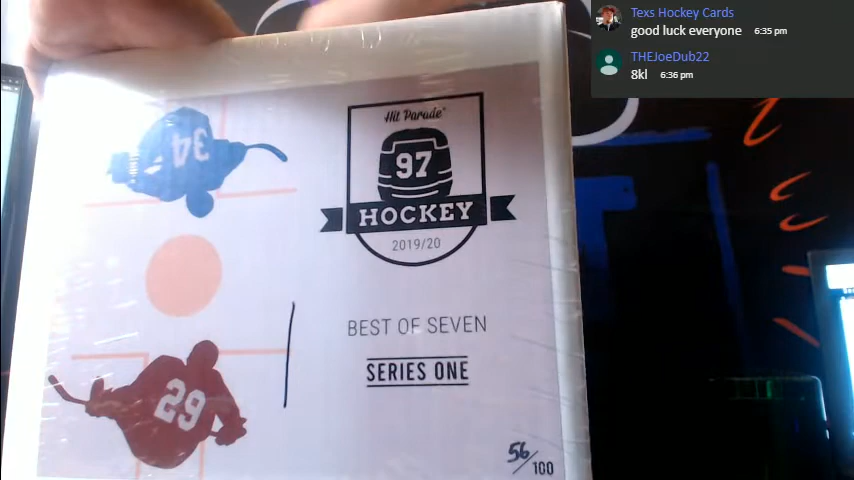 Texs Hockey Cards
good luck everyone 6:35 pm
THEJoeDub22
8kl 6:36 pm
34
Hit Parade
97
HOCKEY
2019/20
BEST OF SEVEN
SERIES ONE
29
56/100